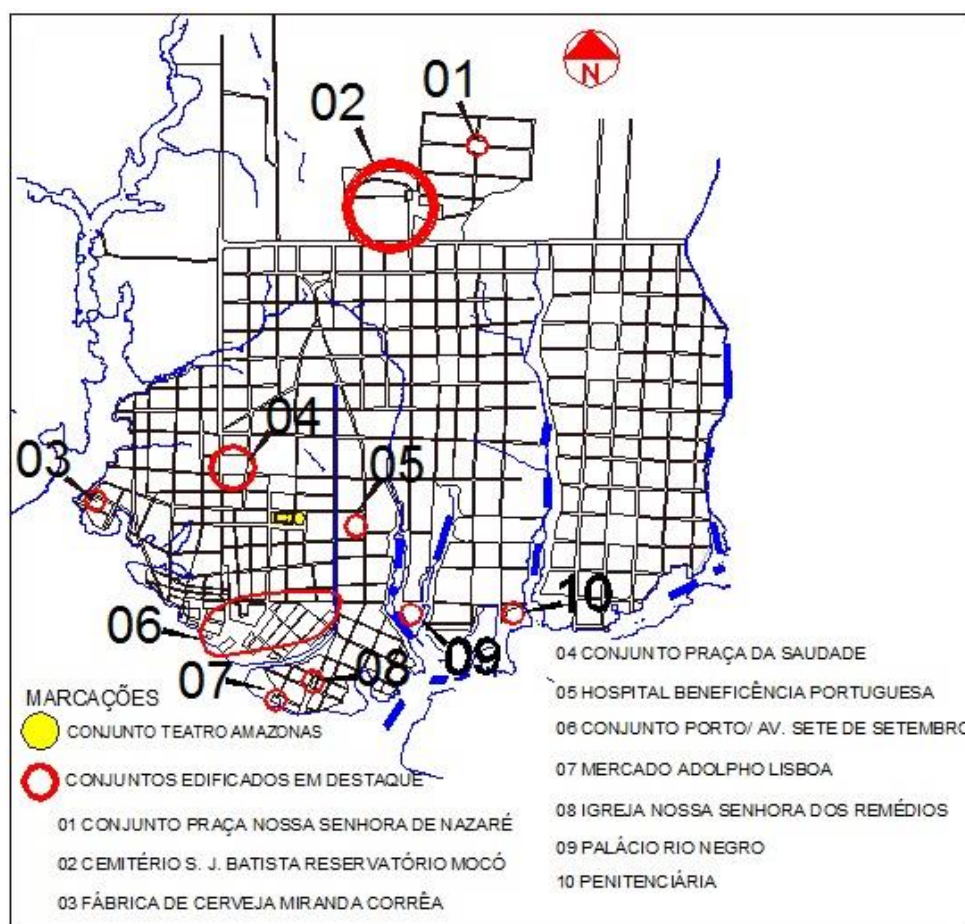 N
01
02
03
04
05
06
07
08
09
10
MARCAÇÕES
CONJUNTO TEATRO AMAZONAS
CONJUNTOS EDIFICADOS EM DESTAQUE
01 CONJUNTO PRAÇA NOSSA SENHORA DE NAZARÉ
02 CEMITÉRIO S. J. BATISTA RESERVATÓRIO MOCÓ
03 FÁBRICA DE CERVEJA MIRANDA CORRÊA
04 CONJUNTO PRAÇA DA SAUDADE
05 HOSPITAL BENEFICÊNCIA PORTUGUESA
06 CONJUNTO PORTO/ AV. SETE DE SETEMBRO
07 MERCADO ADOLPHO LISBOA
08 IGREJA NOSSA SENHORA DOS REMÉDIOS
09 PALÁCIO RIO NEGRO
10 PENITENCIÁRIA